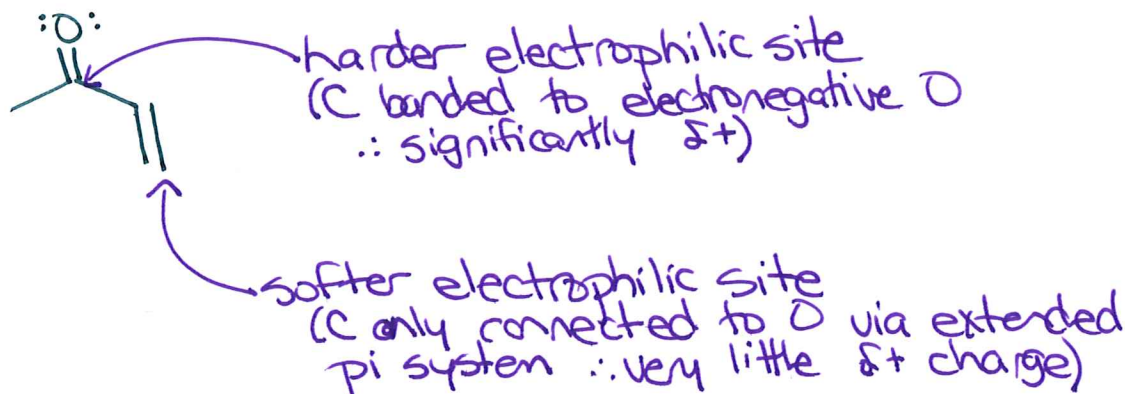 :O:
harder electrophilic site
(C bonded to electronegative O
∴ significantly δ+)
softer electrophilic site
(C only connected to O via extended
pi system ∴ very little δ+ charge)